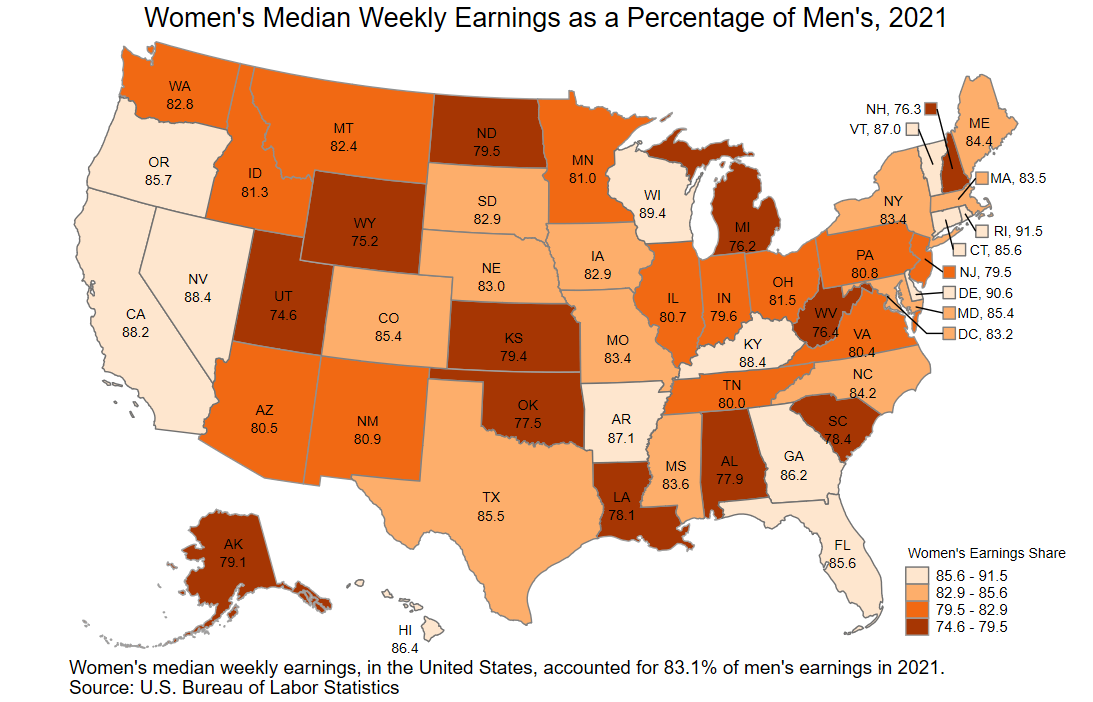 Women's Median Weekly Earnings as a Percentage of Men's, 2021
WA
82.8
OR
85.7
CA
88.2
NV
88.4
ID
81.3
MT
82.4
WY
75.2
UT
74.6
AZ
80.5
CO
85.4
NM
80.9
ND
79.5
SD
82.9
NE
83.0
KS
79.4
OK
77.5
TX
85.5
MN
81.0
IA
82.9
MO
83.4
AR
87.1
LA
78.1
WI
89.4
IL
80.7
MI
76.2
IN
79.6
OH
81.5
KY
88.4
TN
80.0
MS
83.6
AL
77.9
GA
86.2
FL
85.6
SC
78.4
NC
84.2
VA
80.4
WV
76.4
PA
80.8
NY
83.4
ME
84.4
NH, 76.3
VT, 87.0
MA, 83.5
RI, 91.5
CT, 85.6
NJ, 79.5
DE, 90.6
MD, 85.4
DC, 83.2
AK
79.1
HI
86.4
Women's Earnings Share
85.6 - 91.5
82.9 - 85.6
79.5 - 82.9
74.6 - 79.5
Women's median weekly earnings, in the United States, accounted for 83.1% of men's earnings in 2021.
Source: U.S. Bureau of Labor Statistics